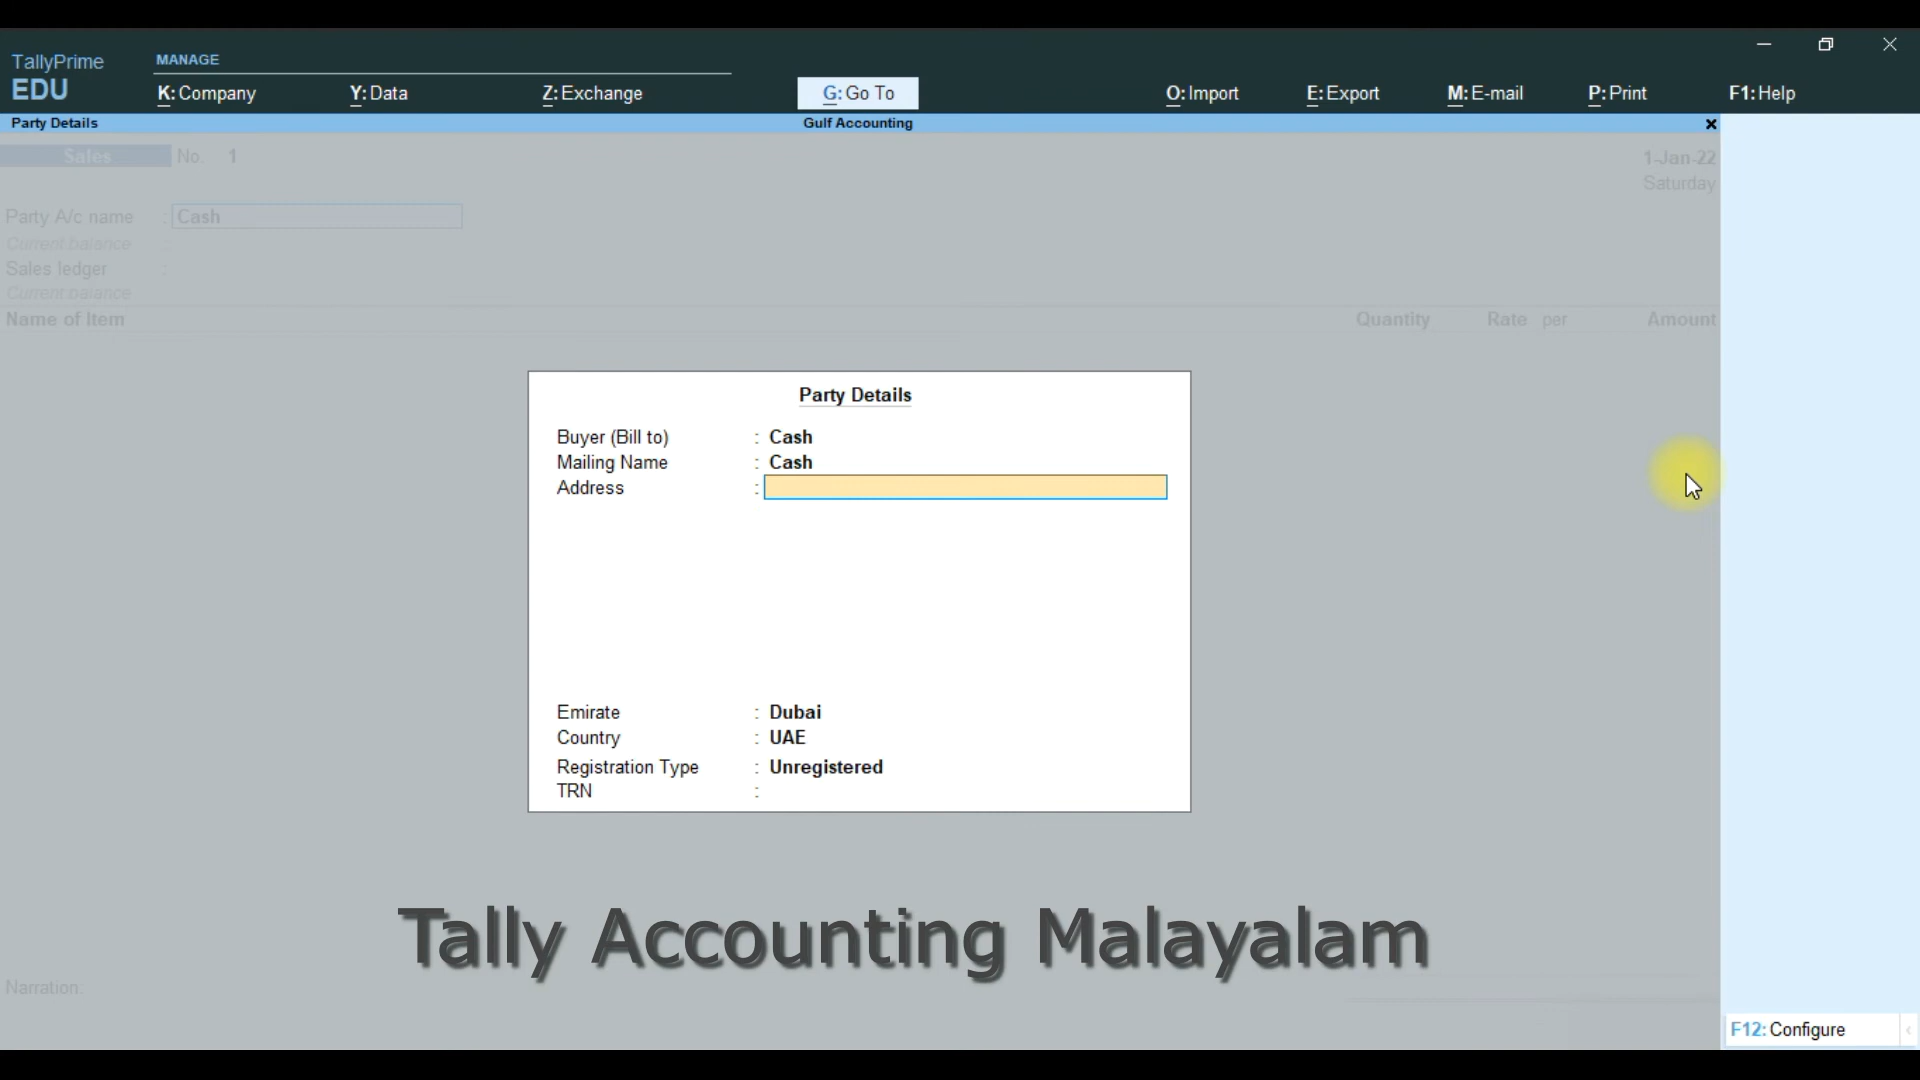 TallyPrime
EDU
MANAGE
K: Company Y: Data Z: Exchange G: Go To O: Import E: Export M: E-mail P: Print F1: Help
Party Details Gulf Accounting
Sales No. 1 1-Jan-22
Saturday
Party A/c name : Cash
Current balance
Sales ledger :
Current balance
Name of Item Quantity Rate per Amount
Party Details
Buyer (Bill to) : Cash
Mailing Name : Cash
Address :
Emirate : Dubai
Country : UAE
Registration Type : Unregistered
TRN :
Tally Accounting Malayalam
Narration:
F12: Configure